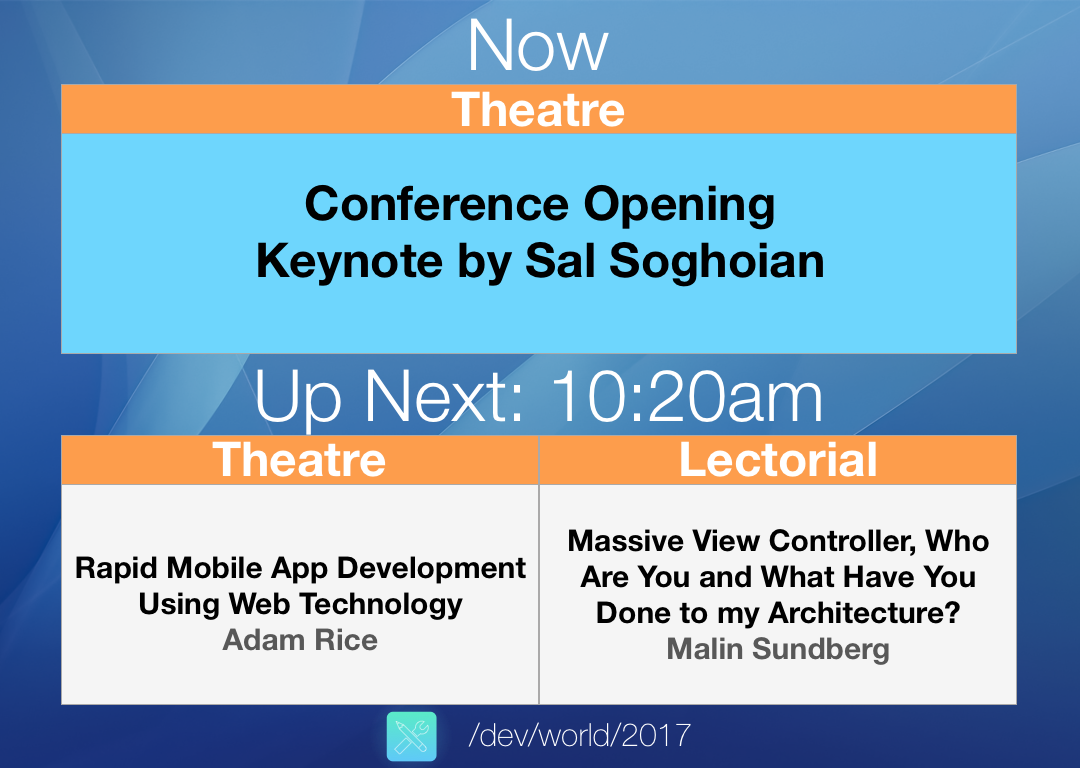 Now
Theatre
Conference Opening
Keynote by Sal Soghoian
Up Next: 10:20am
Theatre
Rapid Mobile App Development
Using Web Technology
Adam Rice
Lectorial
Massive View Controller, Who
Are You and What Have You
Done to my Architecture?
Malin Sundberg
/dev/world/2017